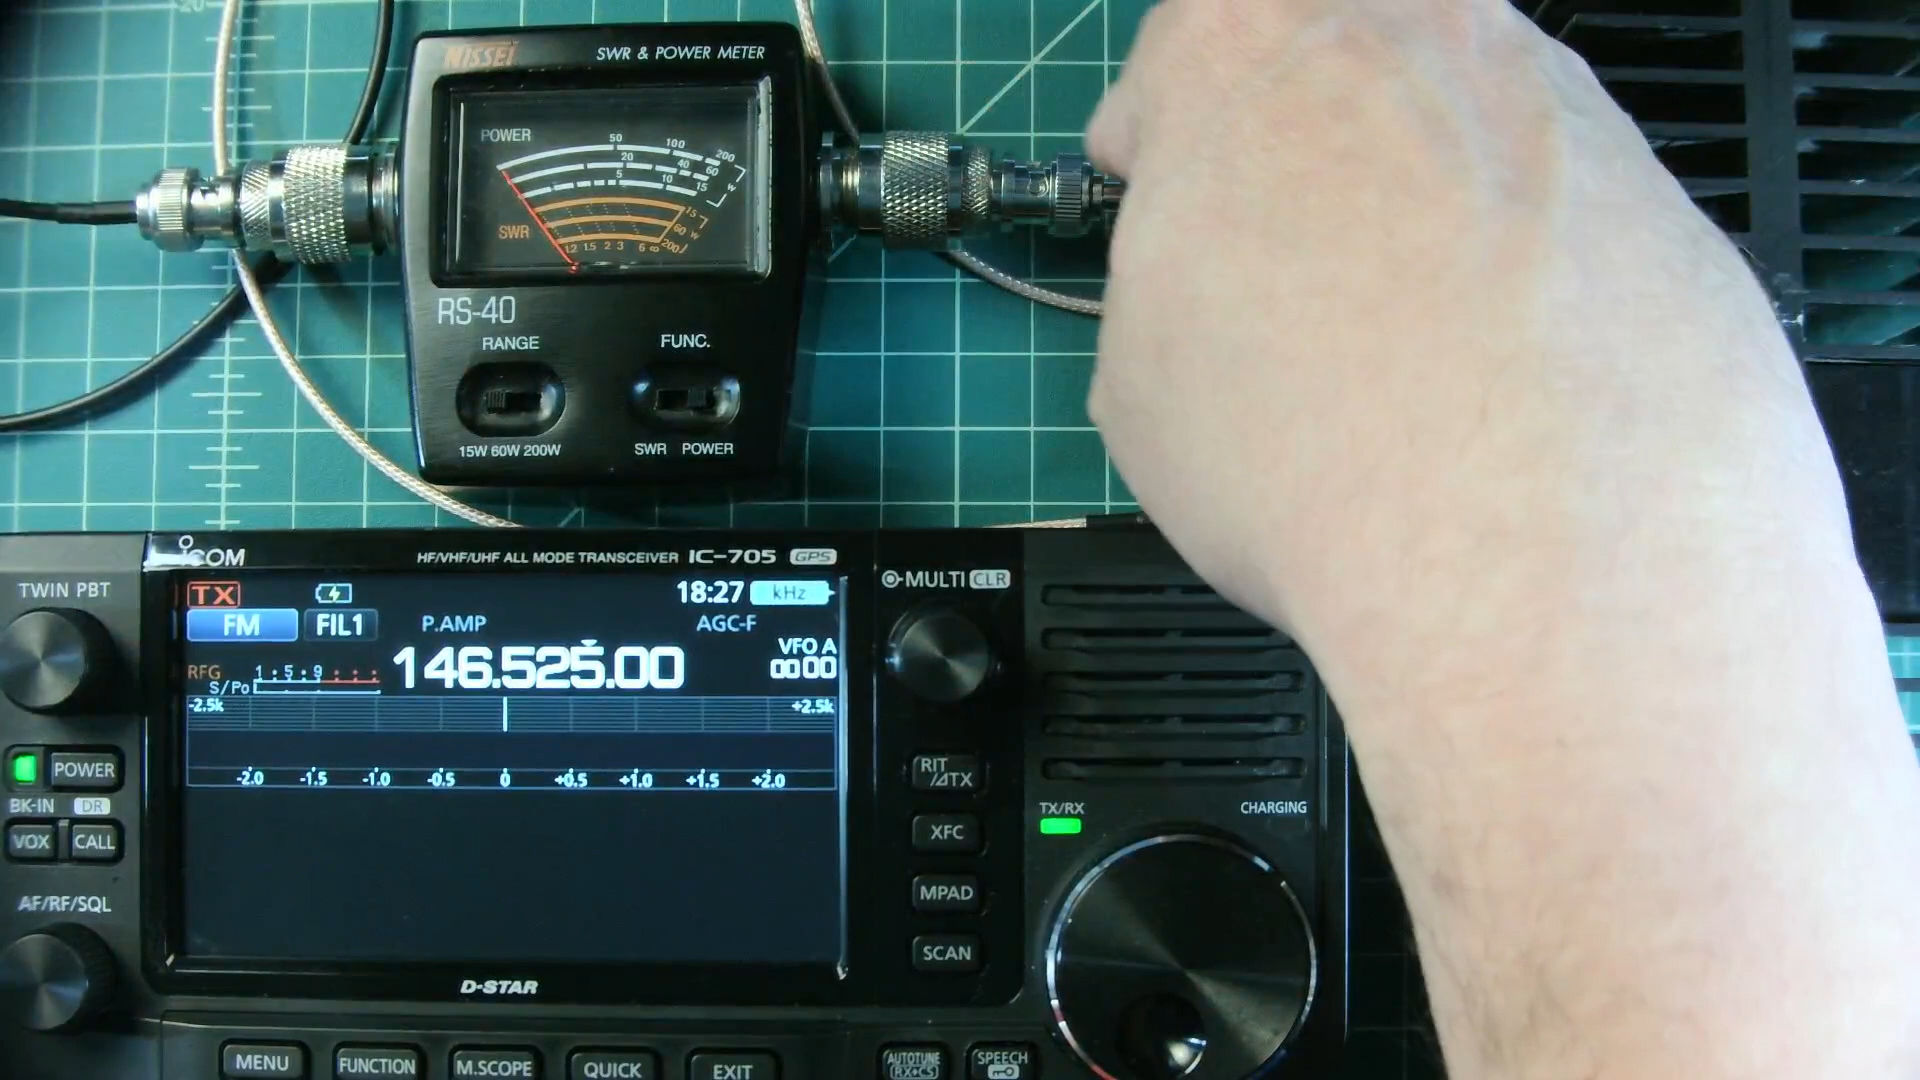 NISSEI
SWR & POWER METER
POWER
50 100 200
20 40 60
5 10 15
W
SWR
15
60 W
200
1.2 1.5 2 3 6 ∞
RS-40
RANGE
FUNC.
15W 60W 200W
SWR POWER
ICOM
HF/VHF/UHF ALL MODE TRANSCEIVER IC-705 GPS
TWIN PBT
TX
18:27 kHz
FM FIL1 P.AMP AGC-F
VFO A
146.525.00
RFG
1:5:9
S/Po
-2.5k
+2.5k
-2.0 -1.5 -1.0 -0.5 0 +0.5 +1.0 +1.5 +2.0
POWER
BK-IN DR
VOX CALL
AF/RF/SQL
D-STAR
MENU FUNCTION M.SCOPE QUICK EXIT
MULTI CLR
RIT
/⊿TX
XFC
MPAD
SCAN
TX/RX
CHARGING
AUTOTUNE
RX←CS
SPEECH